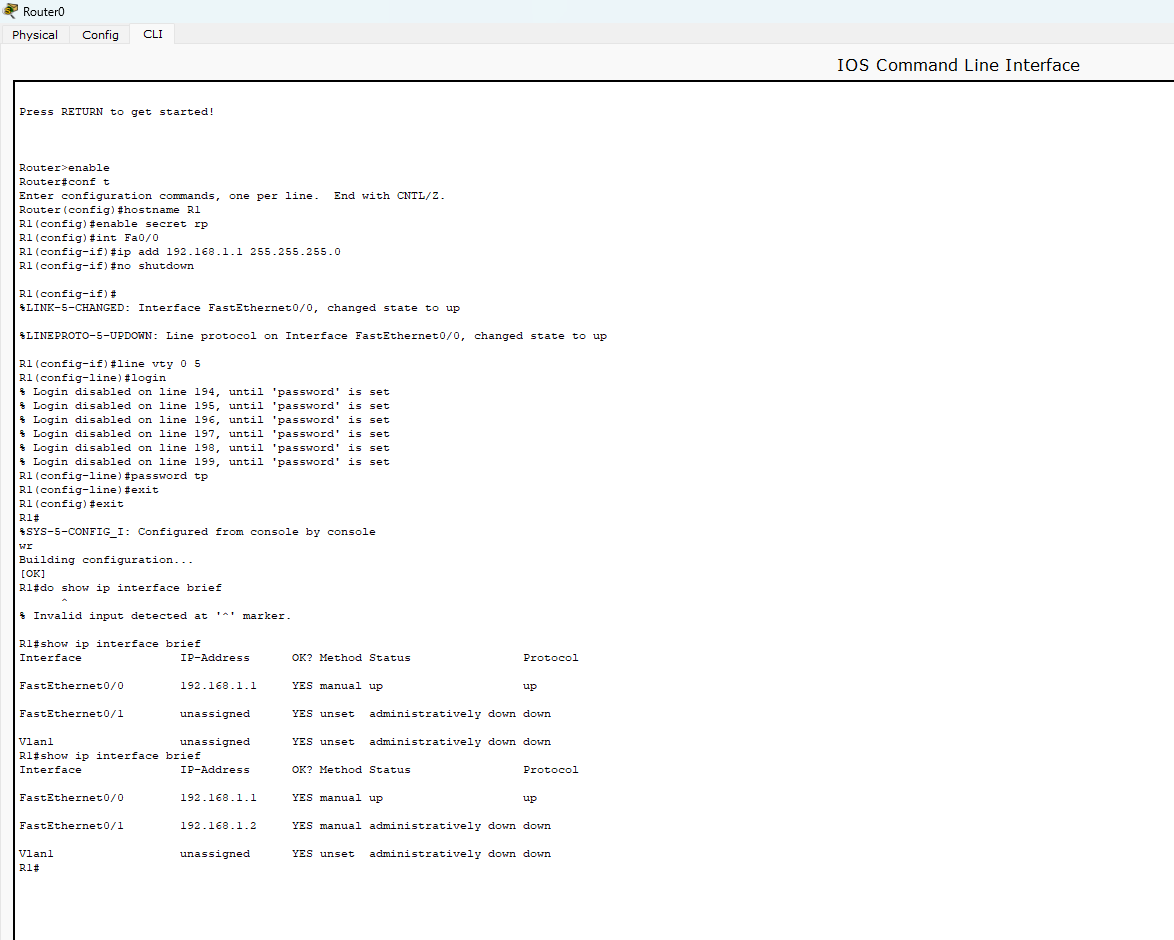 Router0
Physical Config CLI
IOS Command Line Interface
Press RETURN to get started!
Router>enable
Router#conf t
Enter configuration commands, one per line.  End with CNTL/Z.
Router(config)#hostname R1
R1(config)#enable secret rp
R1(config)#int Fa0/0
R1(config-if)#ip add 192.168.1.1 255.255.255.0
R1(config-if)#no shutdown
R1(config-if)#
%LINK-5-CHANGED: Interface FastEthernet0/0, changed state to up
%LINEPROTO-5-UPDOWN: Line protocol on Interface FastEthernet0/0, changed state to up
R1(config-if)#line vty 0 5
R1(config-line)#login
% Login disabled on line 194, until 'password' is set
% Login disabled on line 195, until 'password' is set
% Login disabled on line 196, until 'password' is set
% Login disabled on line 197, until 'password' is set
% Login disabled on line 198, until 'password' is set
% Login disabled on line 199, until 'password' is set
R1(config-line)#password tp
R1(config-line)#exit
R1(config)#exit
R1#
%SYS-5-CONFIG_I: Configured from console by console
wr
Building configuration...
[OK]
R1#do show ip interface brief
^
% Invalid input detected at '^' marker.
R1#show ip interface brief
Interface IP-Address OK? Method Status Protocol
FastEthernet0/0 192.168.1.1 YES manual up up
FastEthernet0/1 unassigned YES unset administratively down down
Vlan1 unassigned YES unset administratively down down
R1#show ip interface brief
Interface IP-Address OK? Method Status Protocol
FastEthernet0/0 192.168.1.1 YES manual up up
FastEthernet0/1 192.168.1.2 YES manual administratively down down
Vlan1 unassigned YES unset administratively down down
R1#